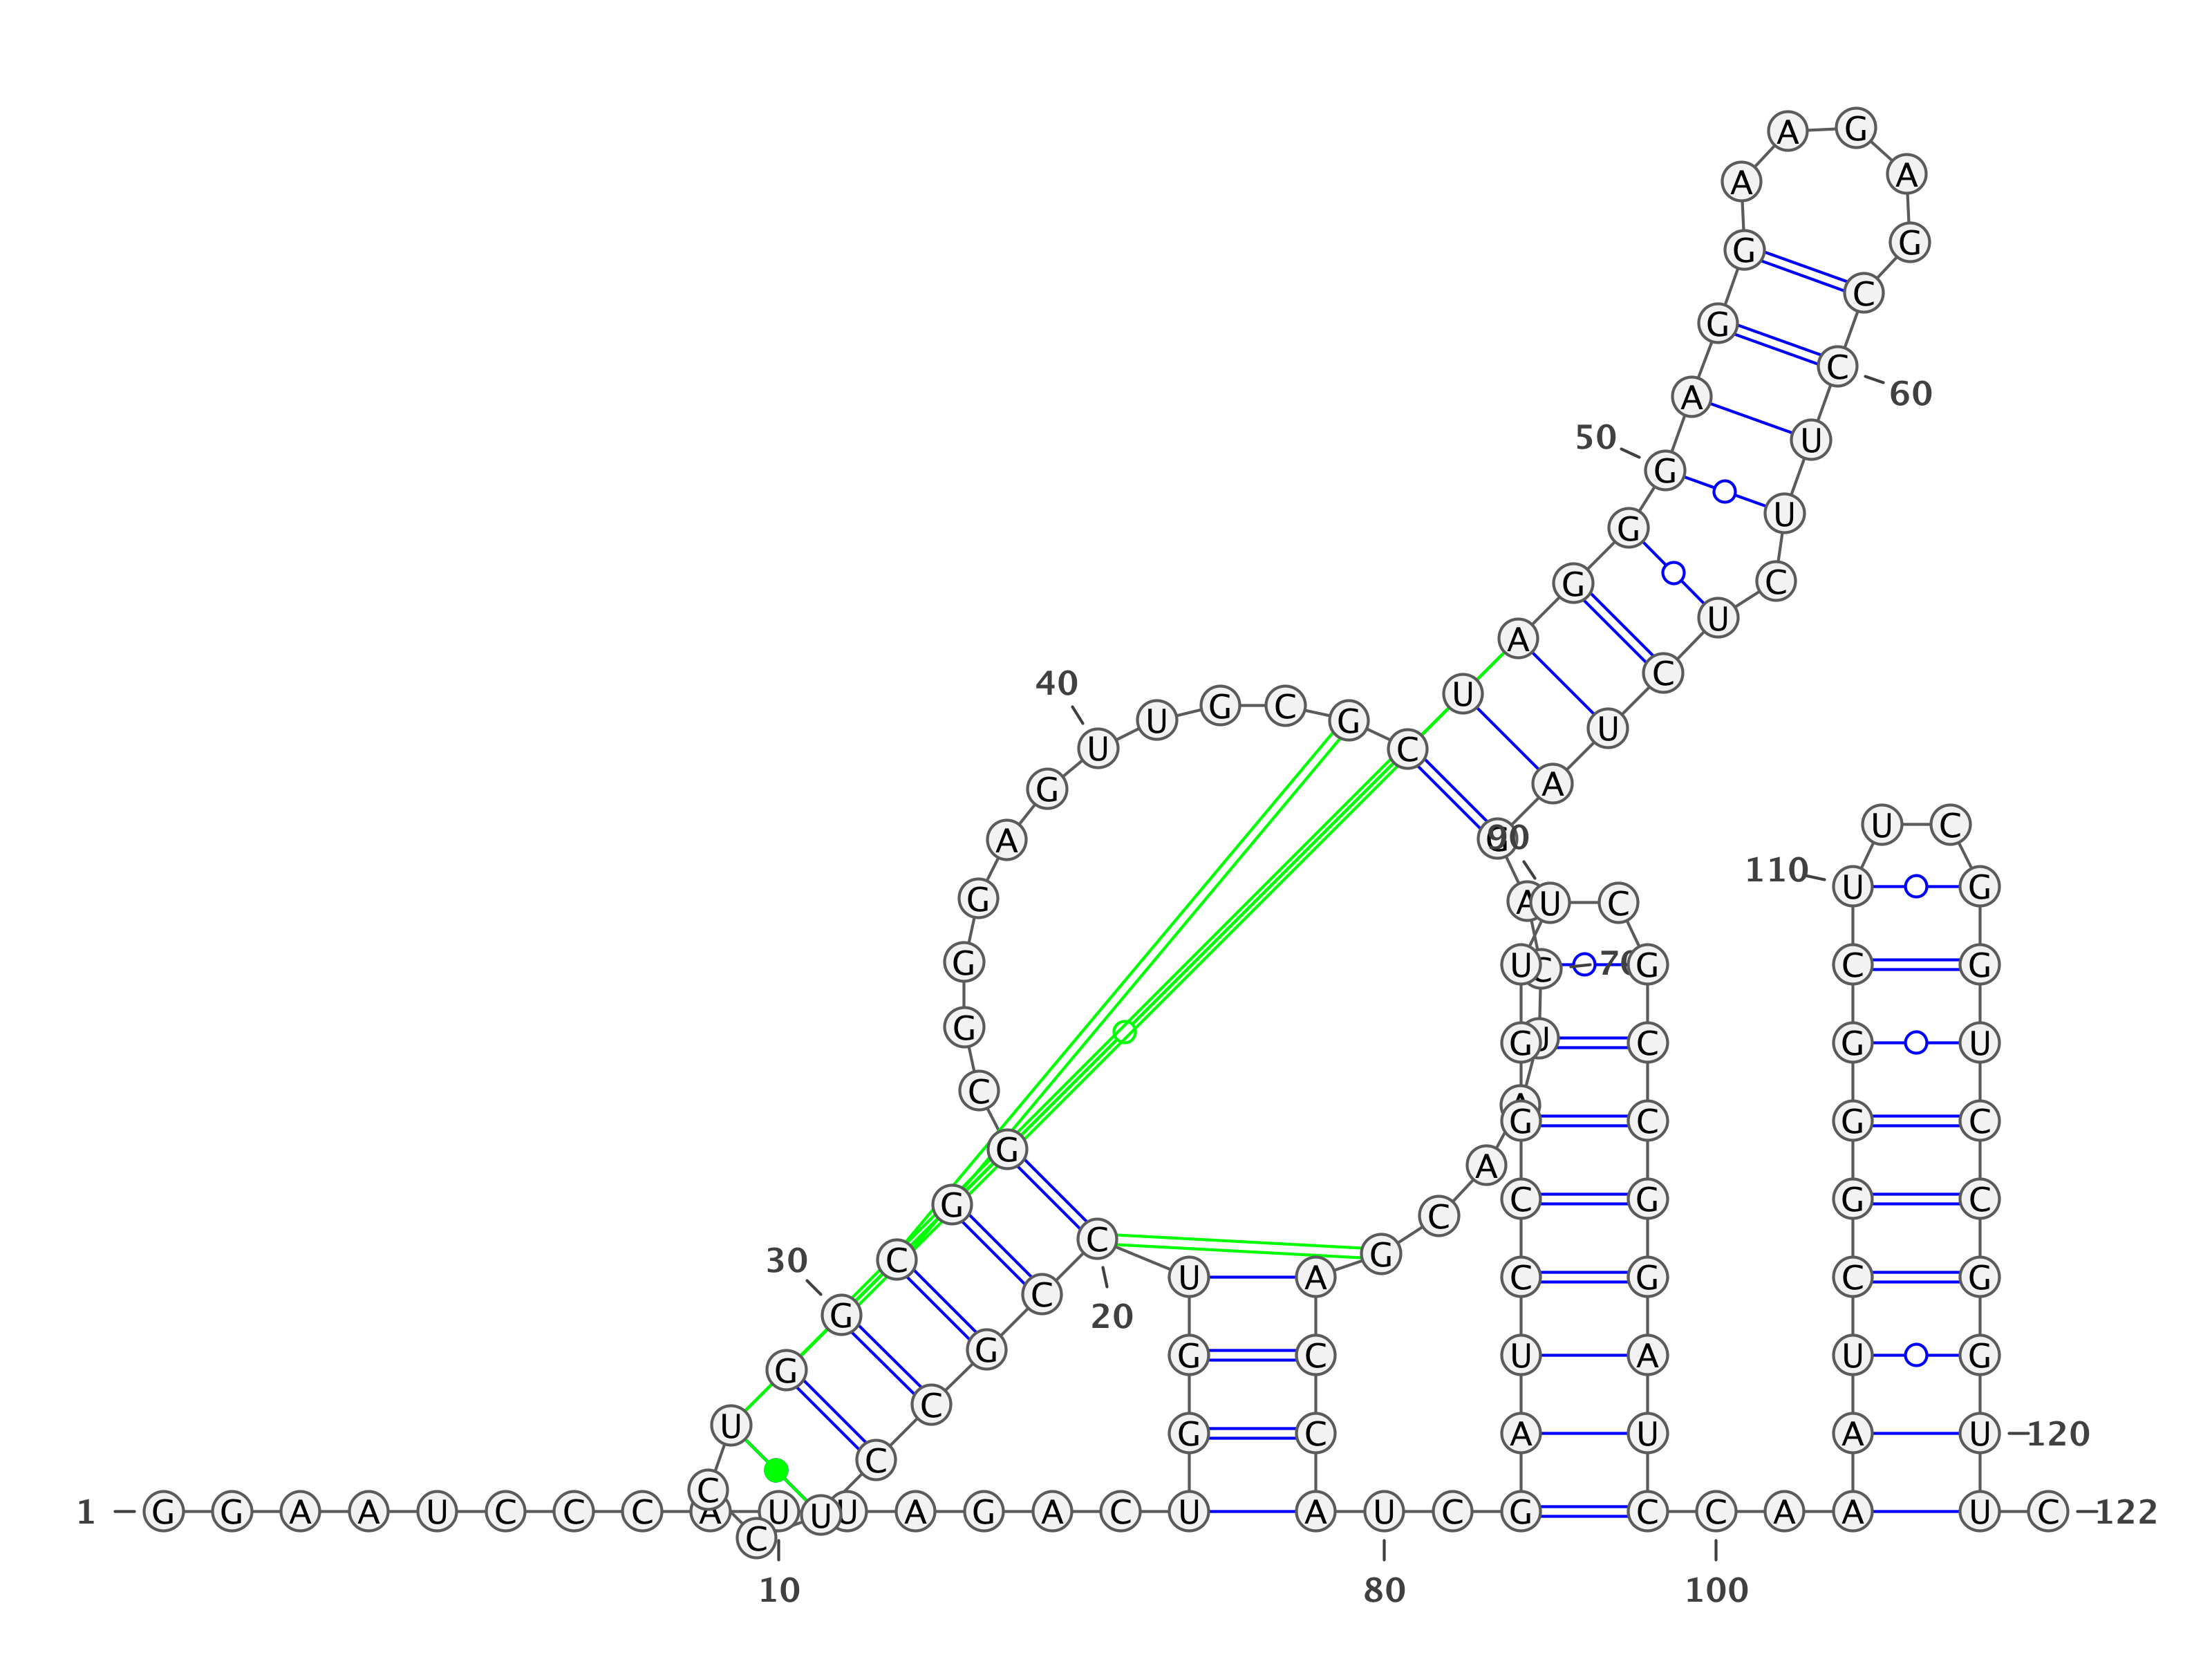 A G
A A
G G
C
G
C
A 60
50 U
G
U
G
G C
U
A
C
40 U
U G C G U
U C
G A
U C
A 90 G
110 U G
G A U C
G U C 70 G C G
G G U C G U
C A
G C G C
G A
G C G G C
C
C
30 C G
U A C G C G
C
G 20
G G C U A U G
G
C
U G C A U A U 120
C
C
1 G G A A U C C C A U U U A G A C U A U C G C C A A U C 122
C
10 80 100